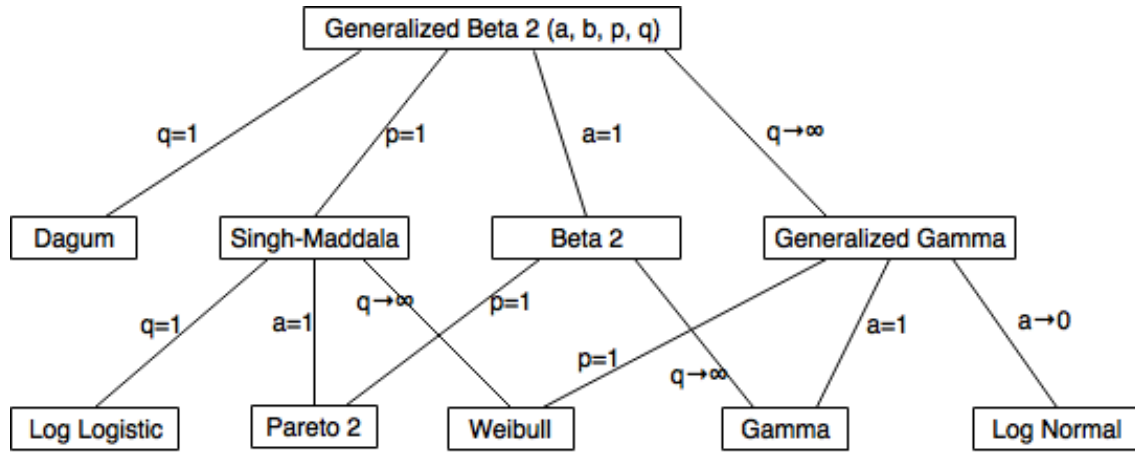 Generalized Beta 2 (a, b, p, q)
q=1
p=1
a=1
q→∞
Dagum
Singh-Maddala
Beta 2
Generalized Gamma
q=1
a=1
q→∞
p=1
p=1
q→∞
a=1
a→0
Log Logistic
Pareto 2
Weibull
Gamma
Log Normal